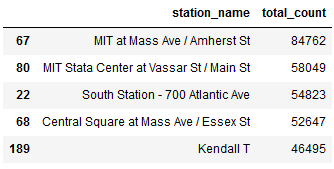 station_name total_count
67 MIT at Mass Ave / Amherst St 84762
80 MIT Stata Center at Vassar St / Main St 58049
22 South Station - 700 Atlantic Ave 54823
68 Central Square at Mass Ave / Essex St 52647
189 Kendall T 46495